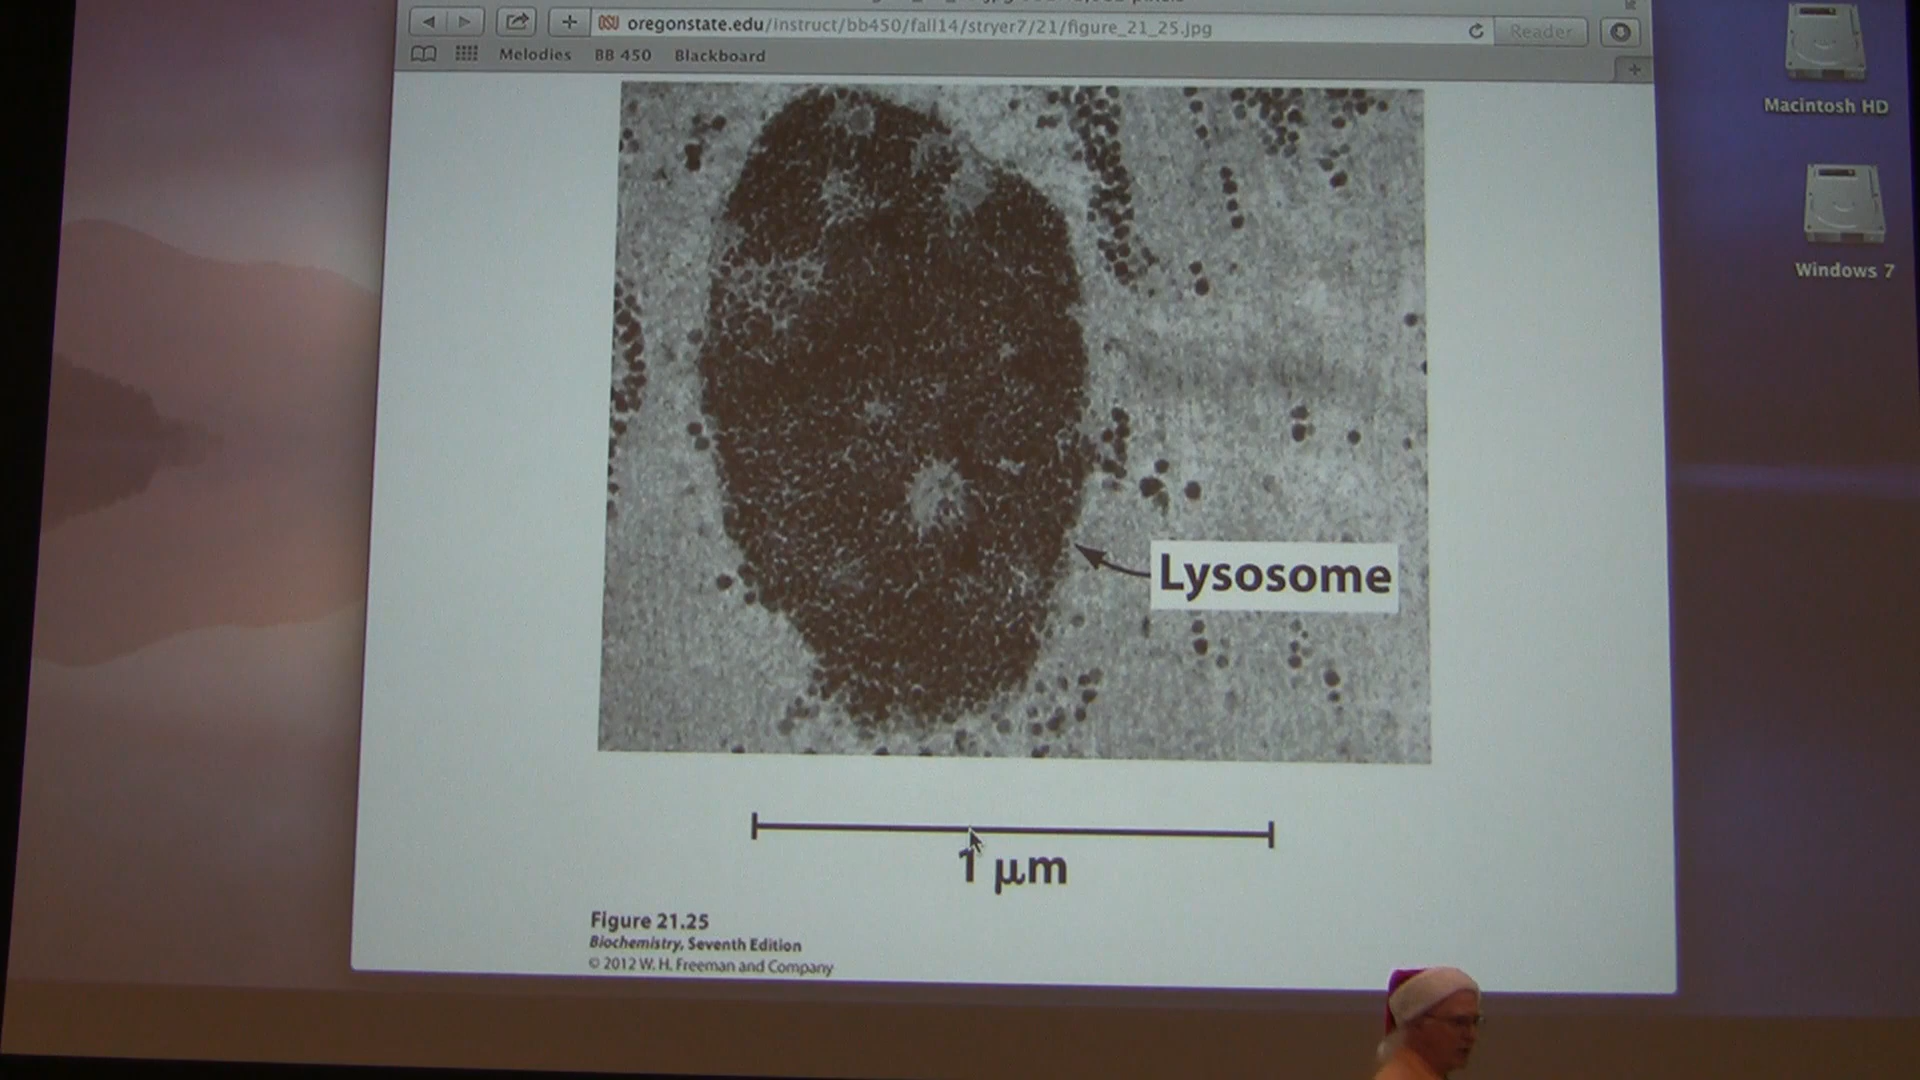 oregonstate.edu/instruct/bb450/fall14/stryer7/21/figure_21_25.jpg
Reader
Melodies BB 450 Blackboard
Macintosh HD
Windows 7
Lysosome
1 μm
Figure 21.25
Biochemistry, Seventh Edition
© 2012 W. H. Freeman and Company